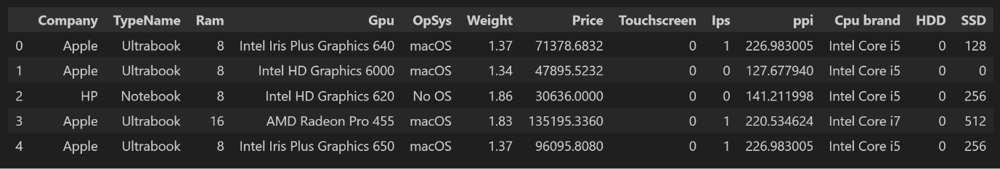 Company TypeName Ram Gpu OpSys Weight Price Touchscreen Ips ppi Cpu brand HDD SSD
0 Apple Ultrabook 8 Intel Iris Plus Graphics 640 macOS 1.37 71378.6832 0 1 226.983005 Intel Core i5 0 128
1 Apple Ultrabook 8 Intel HD Graphics 6000 macOS 1.34 47895.5232 0 0 127.677940 Intel Core i5 0 0
2 HP Notebook 8 Intel HD Graphics 620 No OS 1.86 30636.0000 0 0 141.211998 Intel Core i5 0 256
3 Apple Ultrabook 16 AMD Radeon Pro 455 macOS 1.83 135195.3360 0 1 220.534624 Intel Core i7 0 512
4 Apple Ultrabook 8 Intel Iris Plus Graphics 650 macOS 1.37 96095.8080 0 1 226.983005 Intel Core i5 0 256